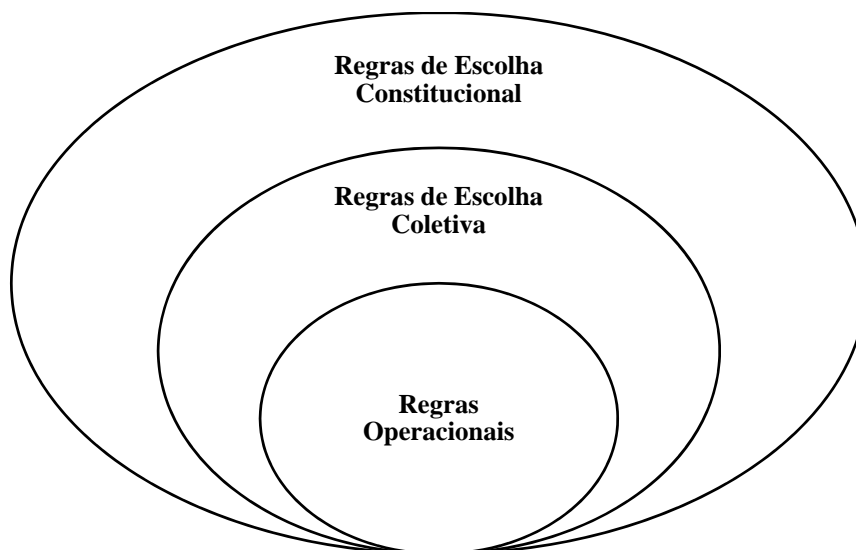 Regras de Escolha
Constitucional
Regras de Escolha
Coletiva
Regras
Operacionais